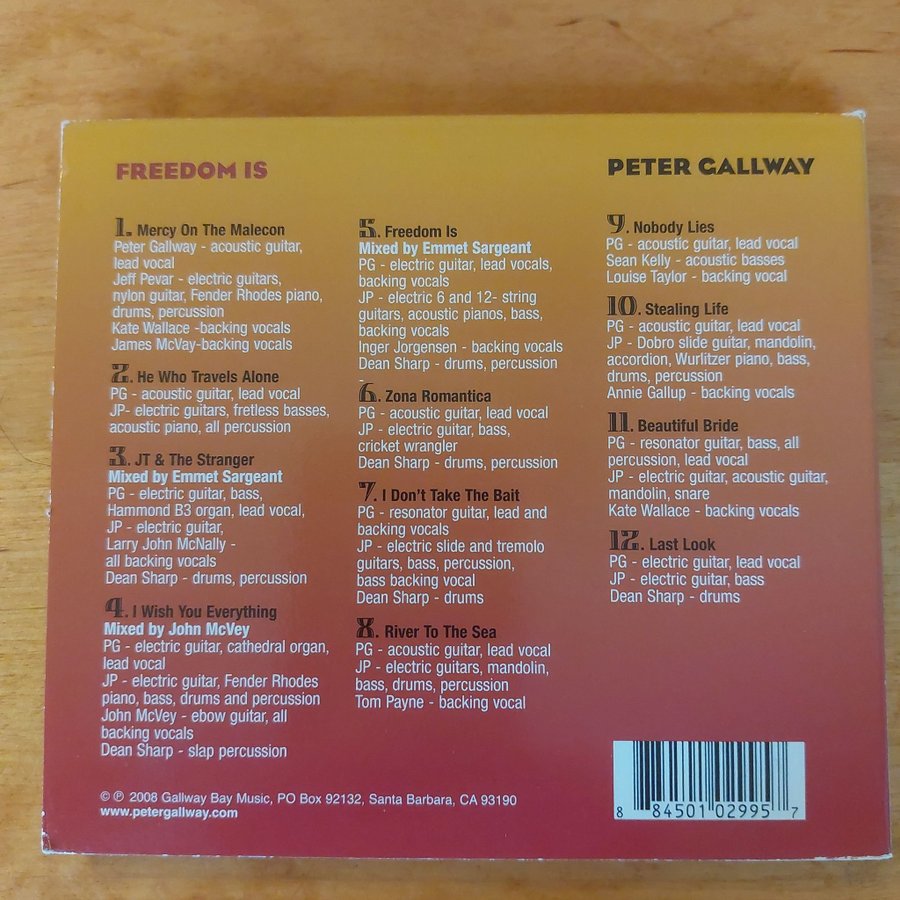 FREEDOM IS
PETER GALLWAY
1. Mercy On The Malecon
Peter Gallway - acoustic guitar,
lead vocal
Jeff Pevar - electric guitars,
nylon guitar, Fender Rhodes piano,
drums, percussion
Kate Wallace -backing vocals
James McVay-backing vocals
2. He Who Travels Alone
PG - acoustic guitar, lead vocal
JP- electric guitars, fretless basses,
acoustic piano, all percussion
3. JT & The Stranger
Mixed by Emmet Sargeant
PG - electric guitar, bass,
Hammond B3 organ, lead vocal,
JP - electric guitar,
Larry John McNally -
all backing vocals
Dean Sharp - drums, percussion
4. I Wish You Everything
Mixed by John McVey
PG - electric guitar, cathedral organ,
lead vocal
JP - electric guitar, Fender Rhodes
piano, bass, drums and percussion
John McVey - ebow guitar, all
backing vocals
Dean Sharp - slap percussion
5. Freedom Is
Mixed by Emmet Sargeant
PG - electric guitar, lead vocals,
backing vocals
JP - electric 6 and 12- string
guitars, acoustic pianos, bass,
backing vocals
Inger Jorgensen - backing vocals
Dean Sharp - drums, percussion
-
6. Zona Romantica
PG - acoustic guitar, lead vocal
JP - electric guitar, bass,
cricket wrangler
Dean Sharp - drums, percussion
7. I Don't Take The Bait
PG - resonator guitar, lead and
backing vocals
JP - electric slide and tremolo
guitars, bass, percussion,
bass backing vocal
Dean Sharp - drums
8. River To The Sea
PG - acoustic guitar, lead vocal
JP - electric guitars, mandolin,
bass, drums, percussion
Tom Payne - backing vocal
9. Nobody Lies
PG - acoustic guitar, lead vocal
Sean Kelly - acoustic basses
Louise Taylor - backing vocal
10. Stealing Life
PG - acoustic guitar, lead vocal
JP - Dobro slide guitar, mandolin,
accordion, Wurlitzer piano, bass,
drums, percussion
Annie Gallup - backing vocals
11. Beautiful Bride
PG - resonator guitar, bass, all
percussion, lead vocal
JP - electric guitar, acoustic guitar,
mandolin, snare
Kate Wallace - backing vocals
12. Last Look
PG - electric guitar, lead vocal
JP - electric guitar, bass
Dean Sharp - drums
© ℗ 2008 Gallway Bay Music, PO Box 92132, Santa Barbara, CA 93190
www.petergallway.com
8 84501 02995 7